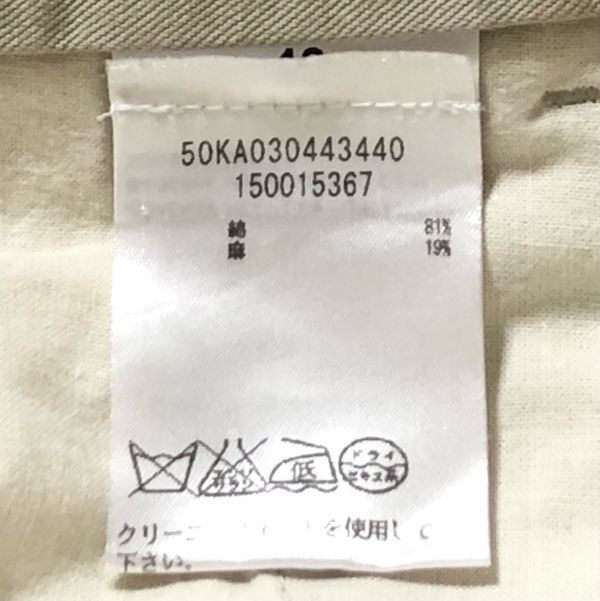 50KA030443440
150015367
綿 81%
麻 19%
低
ドライ
セキユ系
クリーニ を使用して
下さい。